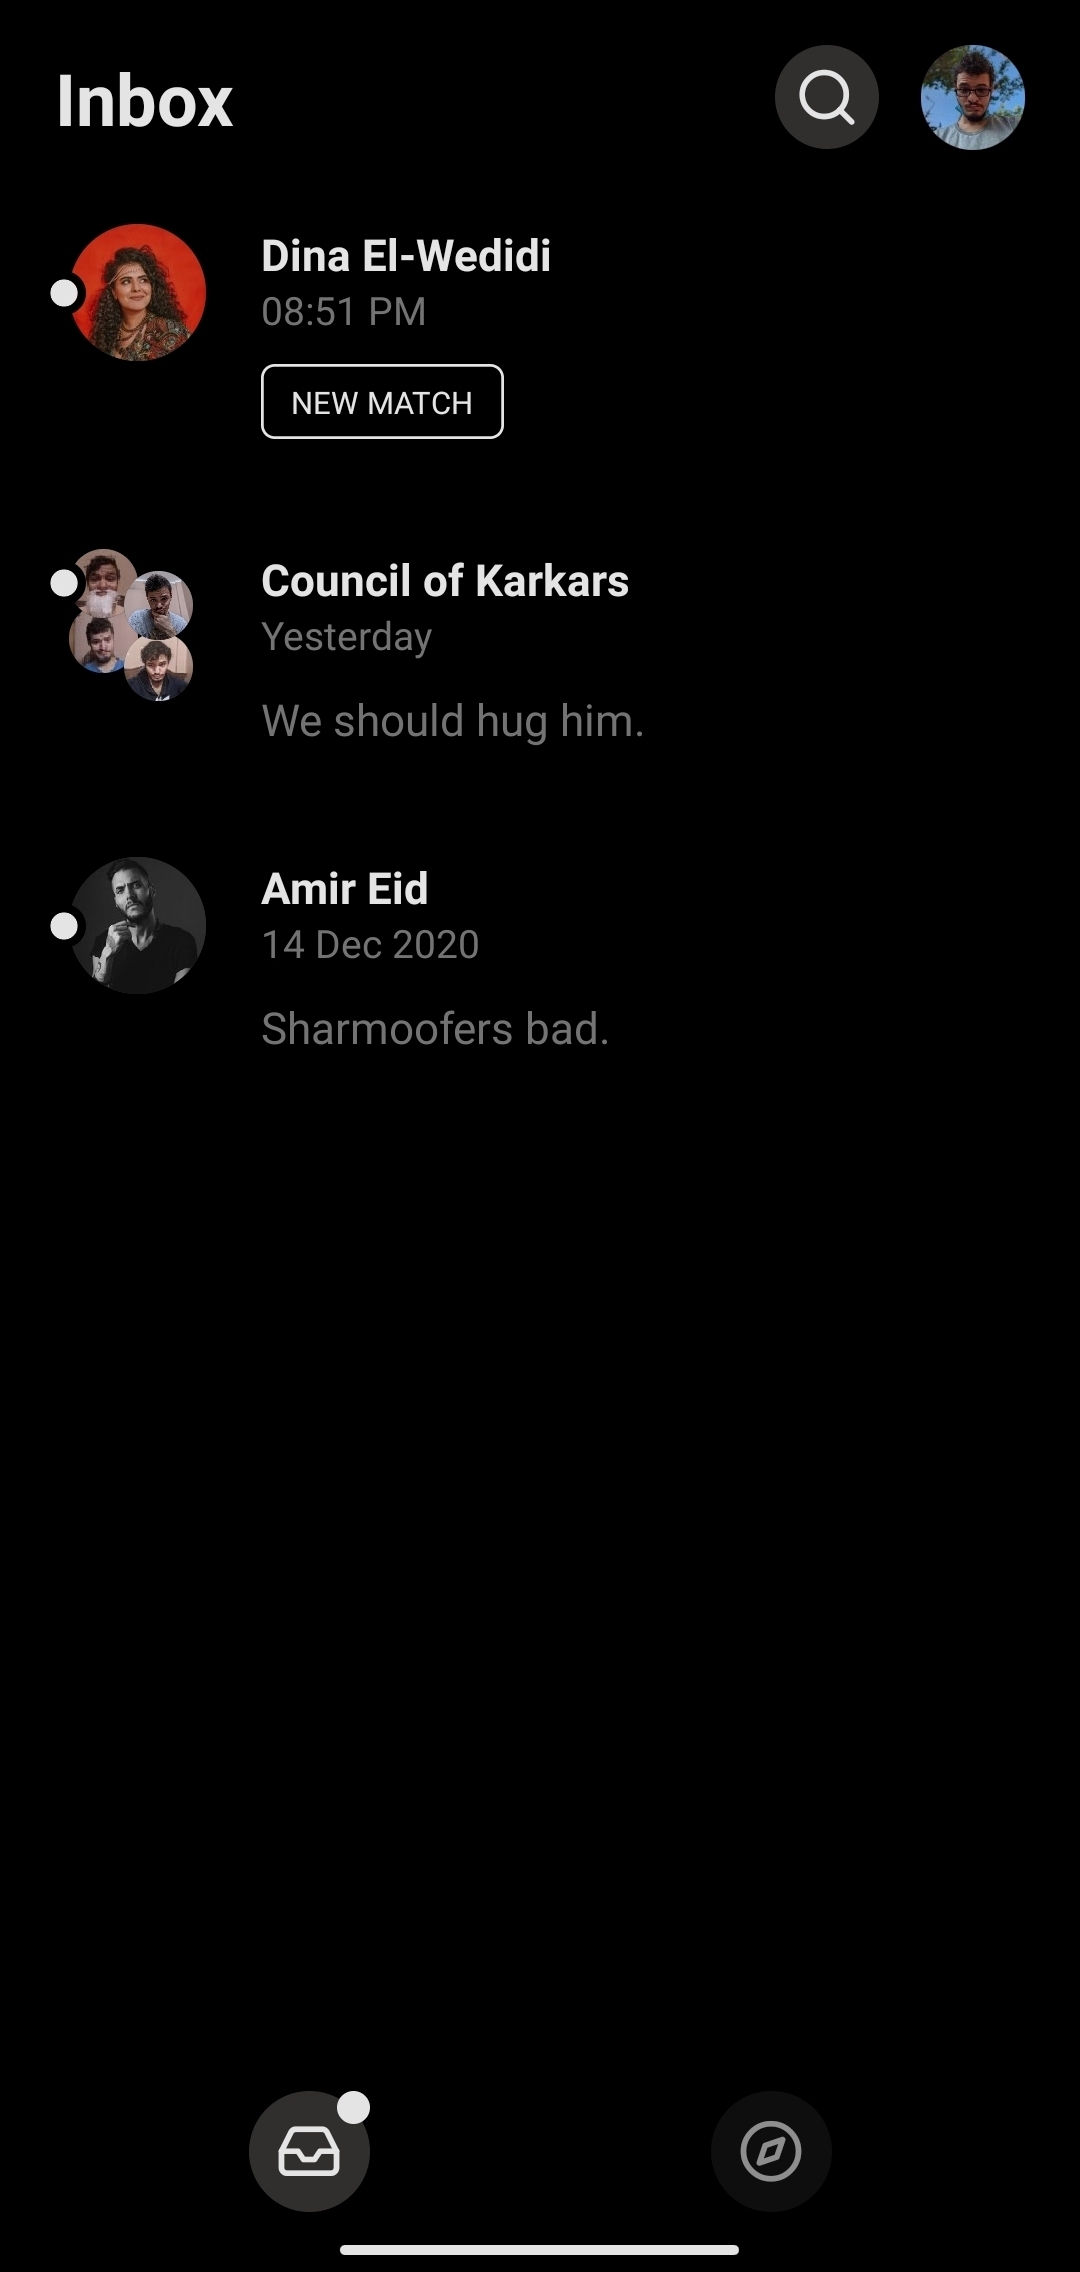 Inbox
Dina El-Wedidi
08:51 PM
NEW MATCH
Council of Karkars
Yesterday
We should hug him.
Amir Eid
14 Dec 2020
Sharmoofers bad.